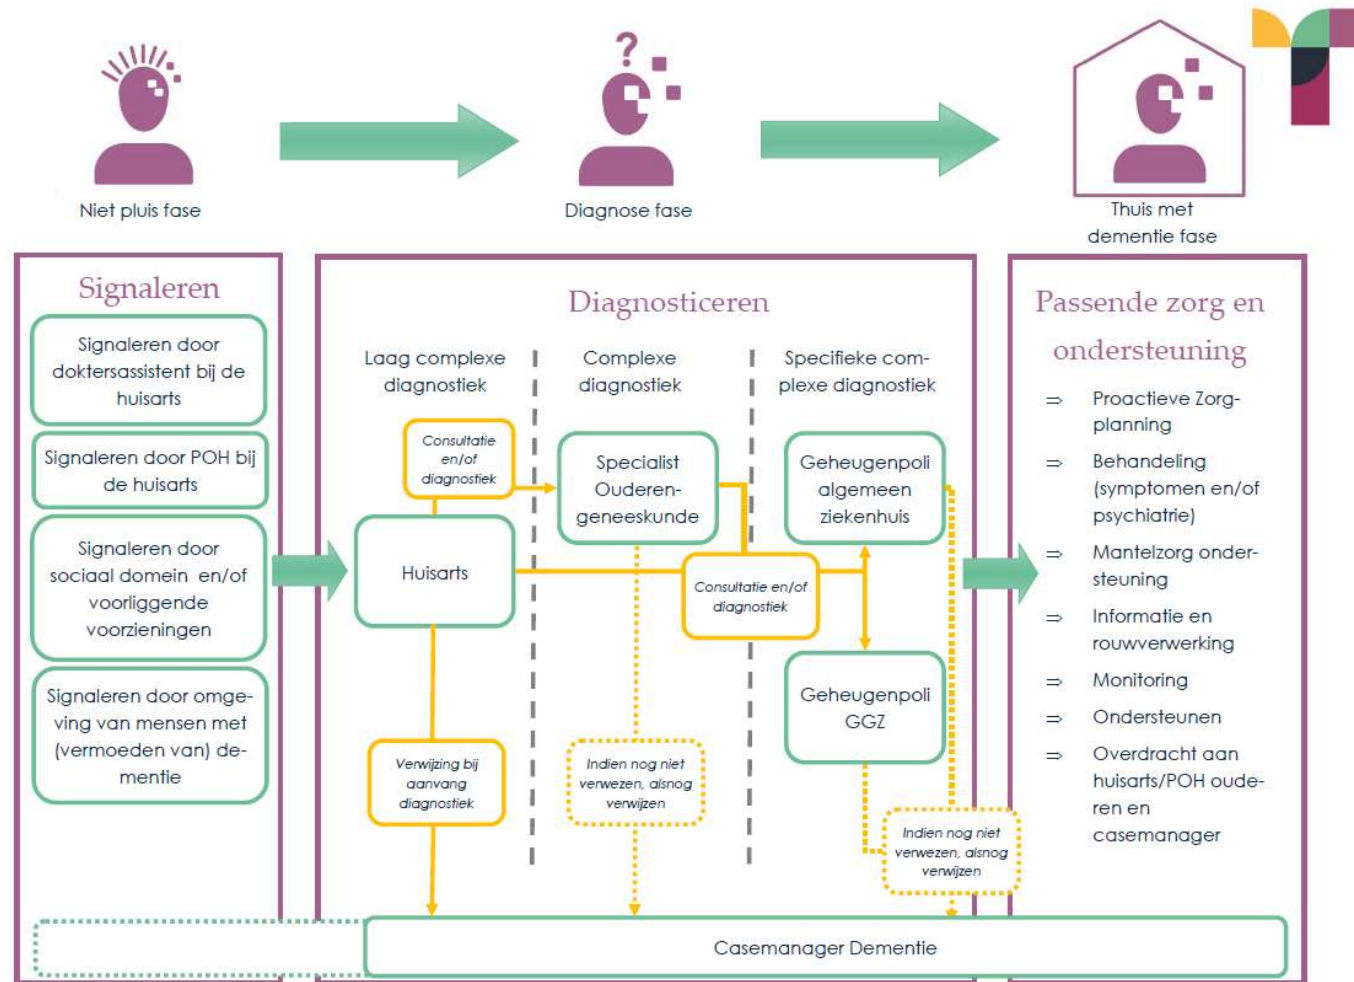 ?
Niet pluis fase
Diagnose fase
Thuis met
dementie fase
Signaleren
Signaleren door
doktersassistent bij de
huisarts
Signaleren door POH bij
de huisarts
Signaleren door
sociaal domein en/of
voorliggende
voorzieningen
Signaleren door omge-
ving van mensen met
(vermoeden van) de-
mentie
Diagnosticeren
Laag complexe
diagnostiek
Complexe
diagnostiek
Specifieke com-
plexe diagnostiek
Consultatie
en/of
diagnostiek
Huisarts
Specialist
Ouderen-
geneeskunde
Geheugenpoli
algemeen
ziekenhuis
Consultatie en/of
diagnostiek
Geheugenpoli
GGZ
Verwijzing bij
aanvang
diagnostiek
Indien nog niet
verwezen, alsnog
verwijzen
Indien nog niet
verwezen, alsnog
verwijzen
Passende zorg en
ondersteuning
⇒ Proactieve Zorg-
planning
⇒ Behandeling
(symptomen en/of
psychiatrie)
⇒ Mantelzorg onder-
steuning
⇒ Informatie en
rouwverwerking
⇒ Monitoring
⇒ Ondersteunen
⇒ Overdracht aan
huisarts/POH oude-
ren en
casemanager
Casemanager Dementie